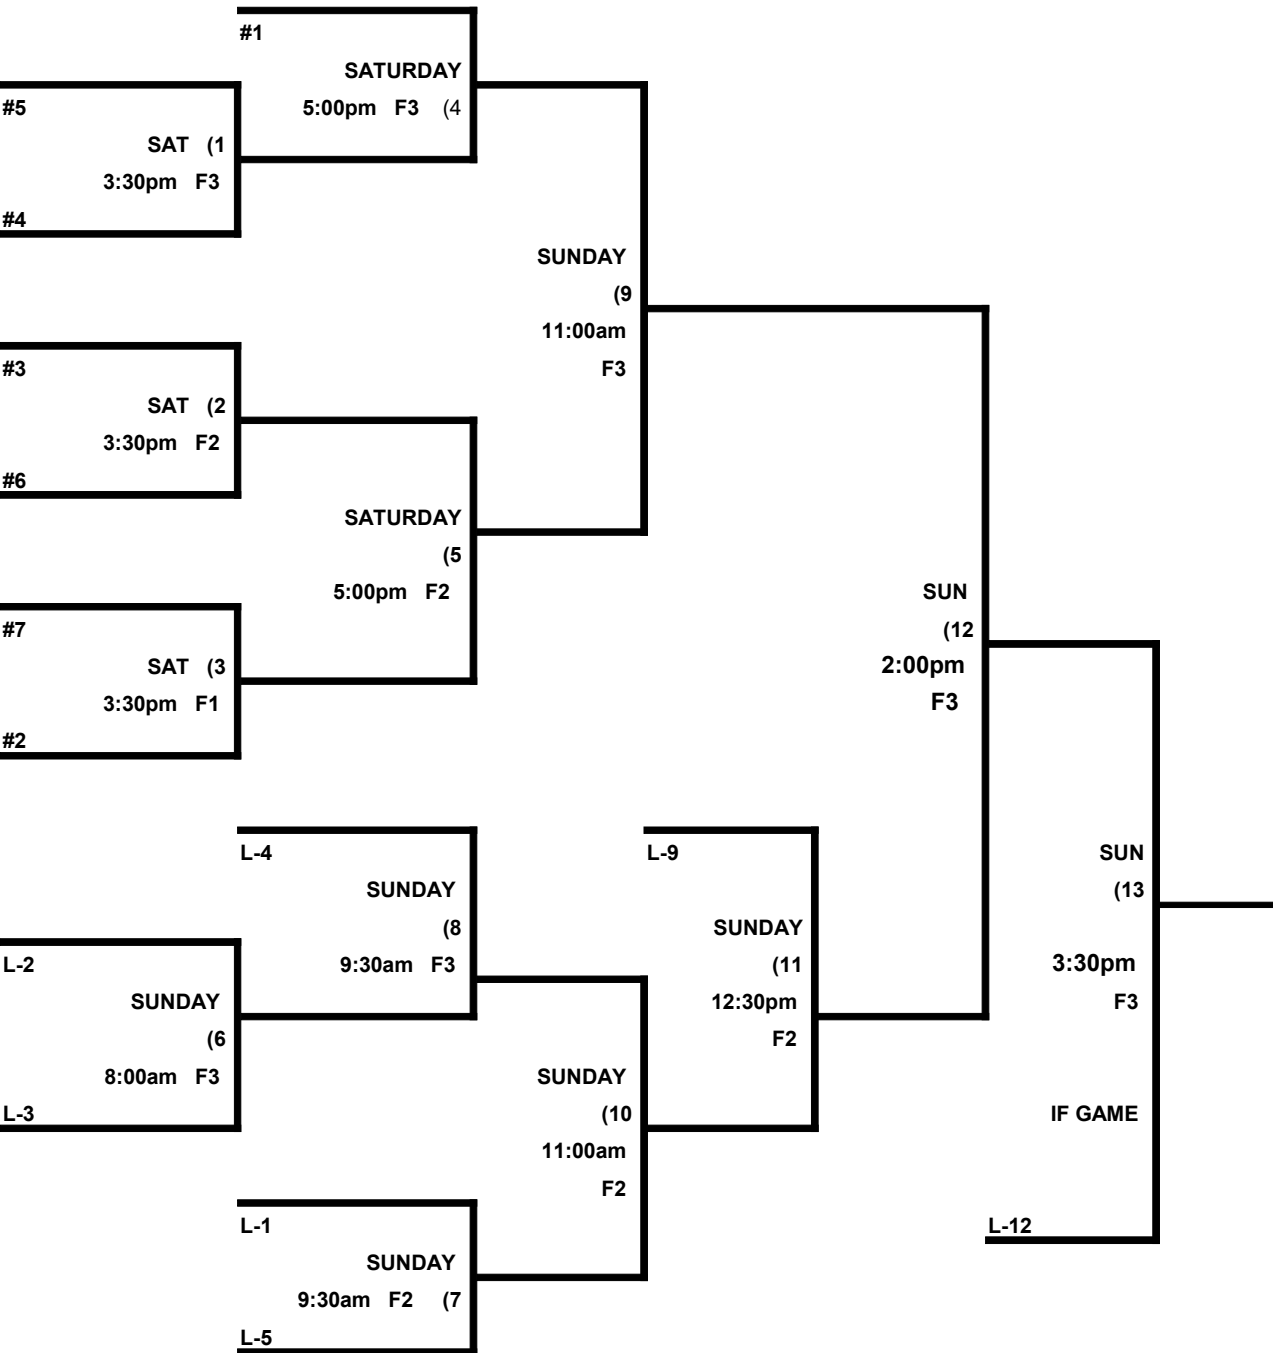 #1
SATURDAY
5:00pm F3 (4
#5
SAT (1
3:30pm F3
#4
SUNDAY
(9
11:00am
F3
#3
SAT (2
3:30pm F2
#6
SATURDAY
(5
5:00pm F2
#7
SAT (3
3:30pm F1
#2
SUN
(12
2:00pm
F3
L-4
SUNDAY
(8
9:30am F3
L-2
SUNDAY
(6
8:00am F3
L-3
L-9
SUNDAY
(11
12:30pm
F2
SUNDAY
(10
11:00am
F2
L-1
SUNDAY
9:30am F2 (7
L-5
SUN
(13
3:30pm
F3
IF GAME
L-12